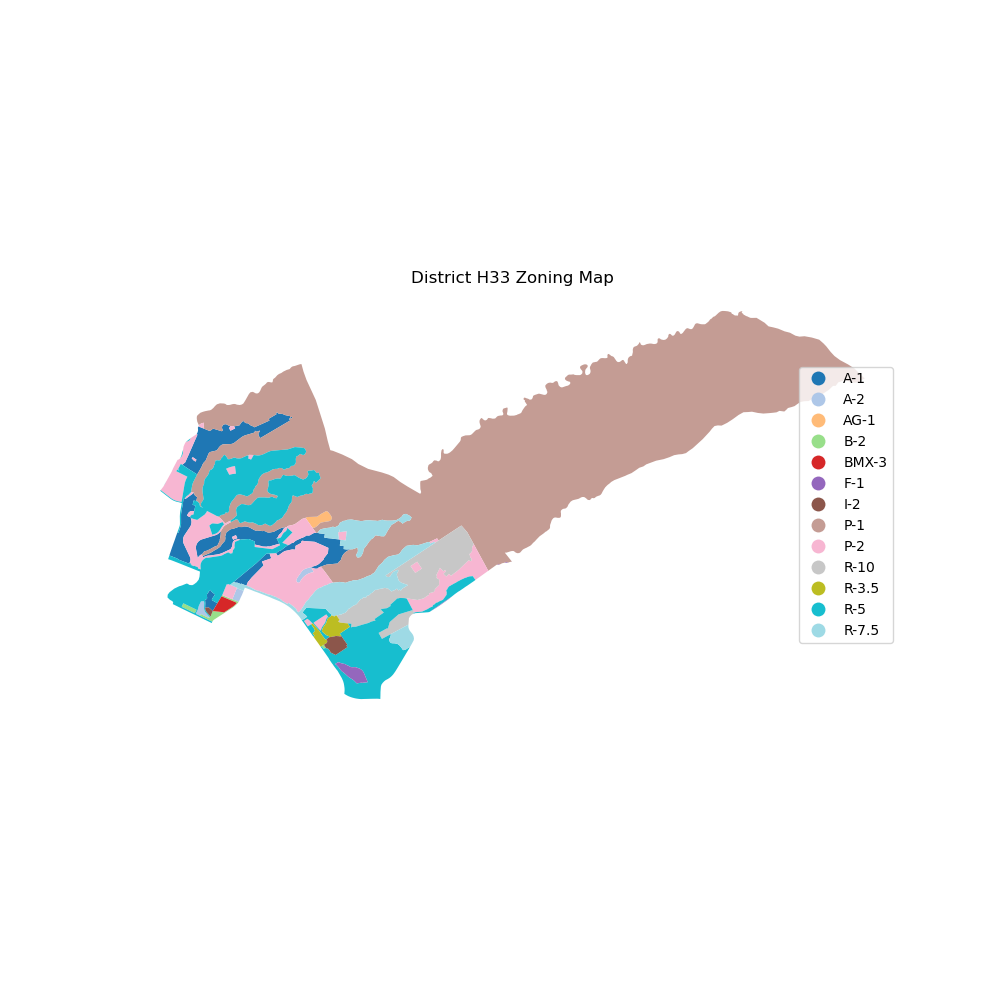 District H33 Zoning Map
A-1
A-2
AG-1
B-2
BMX-3
F-1
I-2
P-1
P-2
R-10
R-3.5
R-5
R-7.5